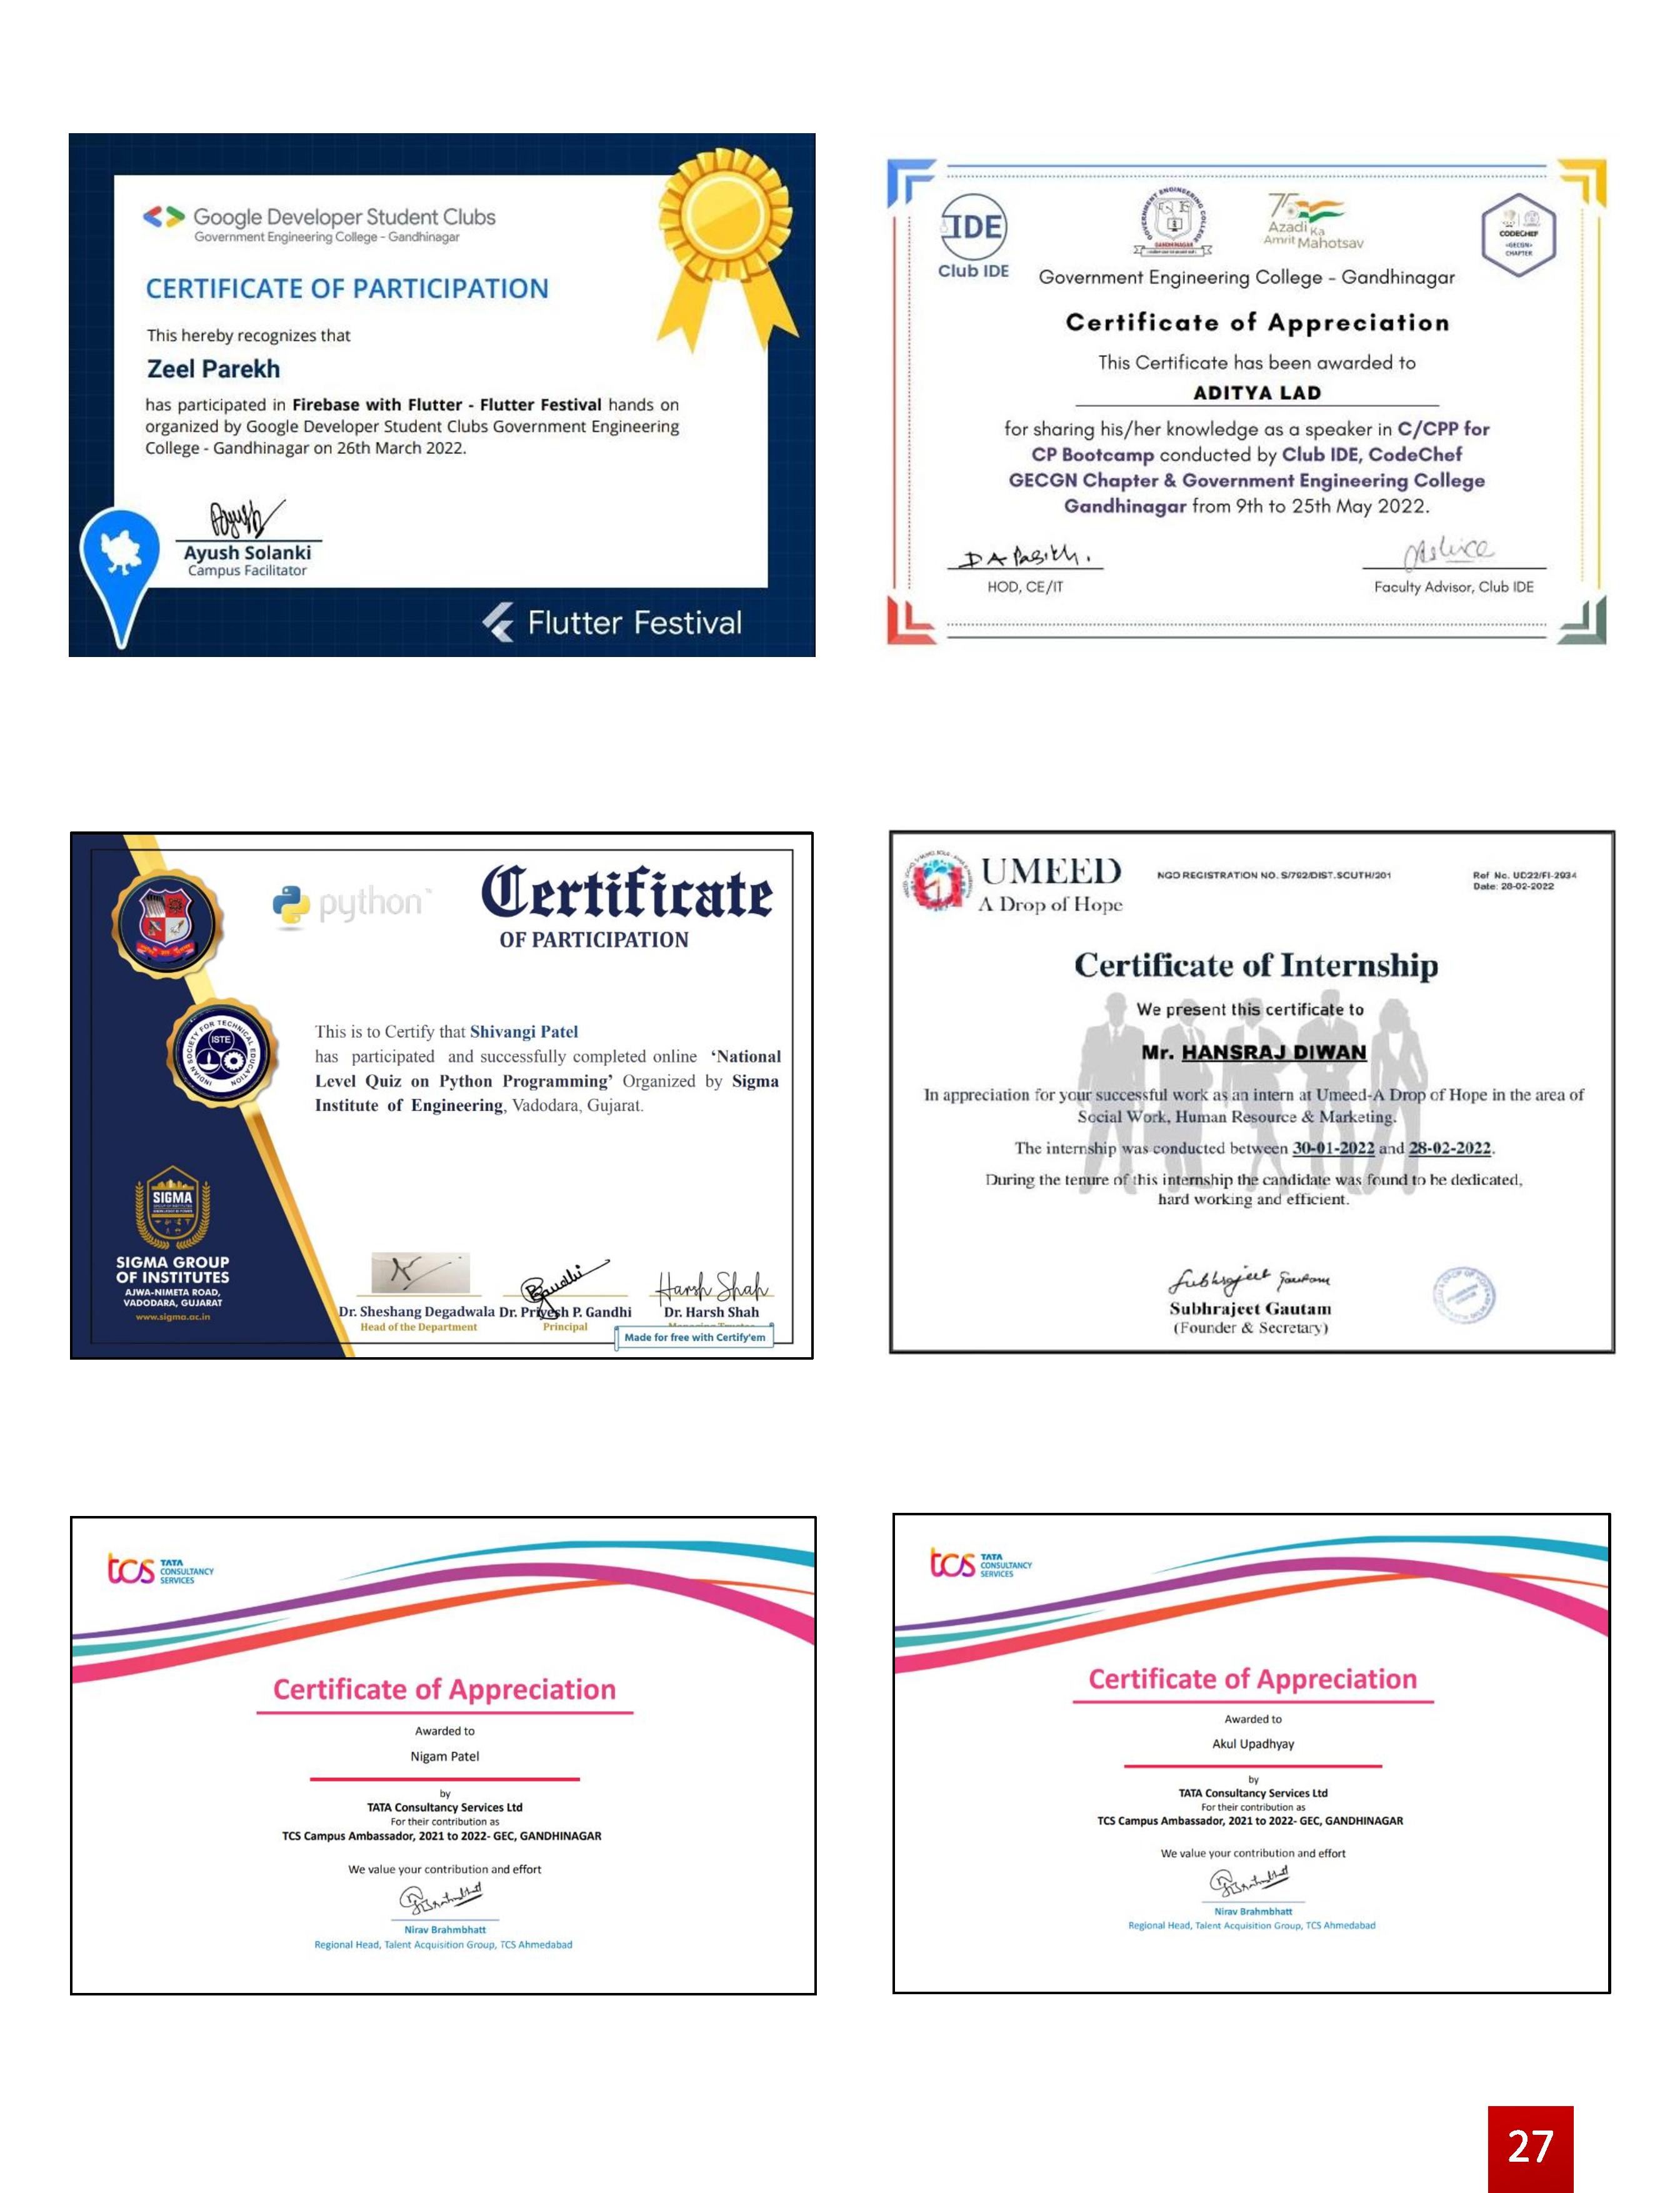 Google Developer Student Clubs
Government Engineering College - Gandhinagar
CERTIFICATE OF PARTICIPATION
This hereby recognizes that
Zeel Parekh
has participated in Firebase with Flutter - Flutter Festival hands on
organized by Google Developer Student Clubs Government Engineering
College - Gandhinagar on 26th March 2022.
Ayush Solanki
Campus Facilitator
Flutter Festival
IDE
Club IDE
GOVERNMENT ENGINEERING COLLEGE
GANDHINAGAR
75
Azadi Ka
Amrit Mahotsav
CODECHEF
<GECGN>
CHAPTER
Government Engineering College - Gandhinagar
Certificate of Appreciation
This Certificate has been awarded to
ADITYA LAD
for sharing his/her knowledge as a speaker in C/CPP for
CP Bootcamp conducted by Club IDE, CodeChef
GECGN Chapter & Government Engineering College
Gandhinagar from 9th to 25th May 2022.
HOD, CE/IT
Faculty Advisor, Club IDE
python
Certificate
OF PARTICIPATION
INDIAN SOCIETY FOR TECHNICAL EDUCATION
ISTE
This is to Certify that Shivangi Patel
has participated and successfully completed online ‘National
Level Quiz on Python Programming’ Organized by Sigma
Institute of Engineering, Vadodara, Gujarat.
SIGMA
SIGMA GROUP
OF INSTITUTES
AJWA-NIMETA ROAD,
VADODARA, GUJARAT
www.sigma.ac.in
Harsh Shah
Dr. Sheshang Degadwala Dr. Priyesh P. Gandhi Dr. Harsh Shah
Head of the Department Principal
Made for free with Certify'em
UMEED
A Drop of Hope
NGO REGISTRATION NO. S/792/DIST.SOUTH/201
Ref No. UD22/FI-2934
Date: 28-02-2022
Certificate of Internship
We present this certificate to
Mr. HANSRAJ DIWAN
In appreciation for your successful work as an intern at Umeed-A Drop of Hope in the area of
Social Work, Human Resource & Marketing.
The internship was conducted between 30-01-2022 and 28-02-2022.
During the tenure of this internship the candidate was found to be dedicated,
hard working and efficient.
Subhrajeet Gautam
Subhrajeet Gautam
(Founder & Secretary)
tcs TATA
CONSULTANCY
SERVICES
Certificate of Appreciation
Awarded to
Nigam Patel
by
TATA Consultancy Services Ltd
For their contribution as
TCS Campus Ambassador, 2021 to 2022- GEC, GANDHINAGAR
We value your contribution and effort
Nirav Brahmbhatt
Regional Head, Talent Acquisition Group, TCS Ahmedabad
tcs TATA
CONSULTANCY
SERVICES
Certificate of Appreciation
Awarded to
Akul Upadhyay
by
TATA Consultancy Services Ltd
For their contribution as
TCS Campus Ambassador, 2021 to 2022- GEC, GANDHINAGAR
We value your contribution and effort
Nirav Brahmbhatt
Regional Head, Talent Acquisition Group, TCS Ahmedabad
27